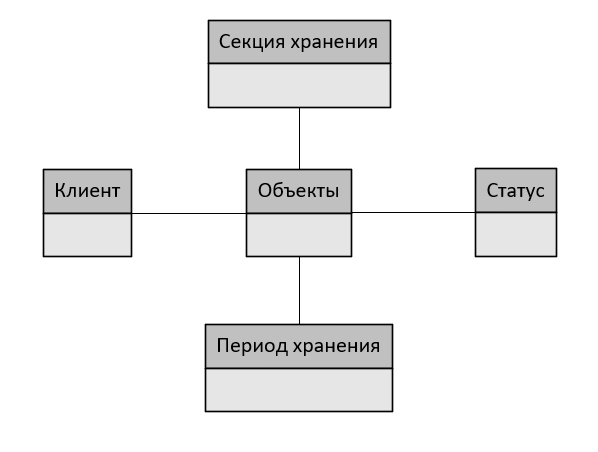 Секция хранения
Клиент
Объекты
Статус
Период хранения